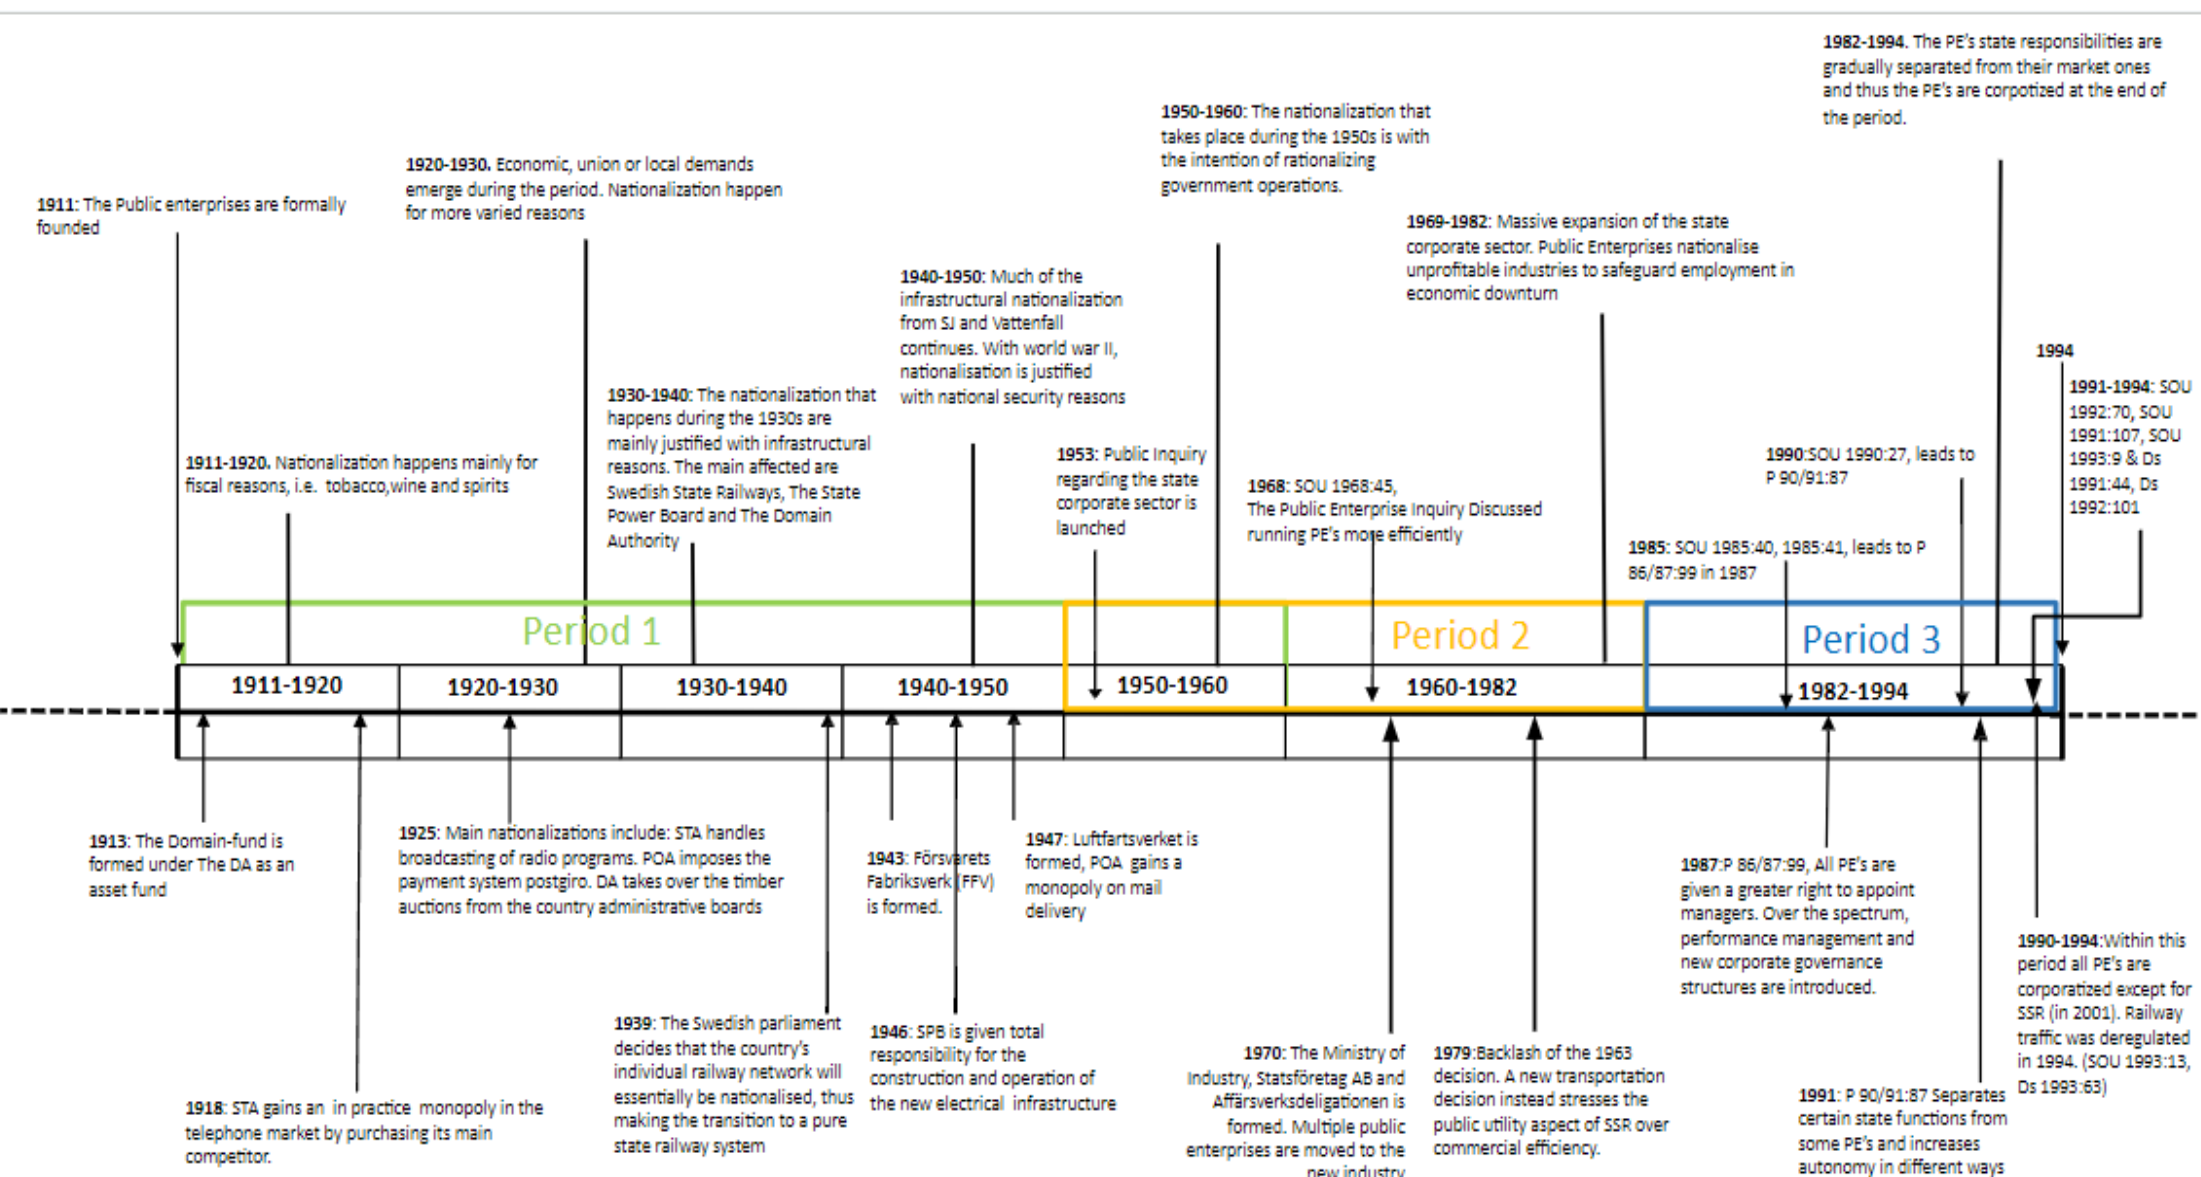 1982-1994. The PE's state responsibilities are
gradually separated from their market ones
and thus the PE's are corpotized at the end of
the period.
1950-1960: The nationalization that
takes place during the 1950s is with
the intention of rationalizing
government operations.
1920-1930. Economic, union or local demands
emerge during the period. Nationalization happen
for more varied reasons
1911: The Public enterprises are formally
founded
1969-1982: Massive expansion of the state
corporate sector. Public Enterprises nationalise
unprofitable industries to safeguard employment in
economic downturn
1940-1950: Much of the
infrastructural nationalization
from SJ and Vattenfall
continues. With world war II,
nationalisation is justified
with national security reasons
1994
1991-1994: SOU
1992:70, SOU
1991:107, SOU
1993:9 & Ds
1991:44, Ds
1992:101
1930-1940: The nationalization that
happens during the 1930s are
mainly justified with infrastructural
reasons. The main affected are
Swedish State Railways, The State
Power Board and The Domain
Authority
1911-1920. Nationalization happens mainly for
fiscal reasons, i.e. tobacco,wine and spirits
1953: Public Inquiry
regarding the state
corporate sector is
launched
1968: SOU 1968:45,
The Public Enterprise Inquiry Discussed
running PE's more efficiently
1990:SOU 1990:27, leads to
P 90/91:87
1985: SOU 1985:40, 1985:41, leads to P
86/87:99 in 1987
Period 1
Period 2
Period 3
1911-1920
1920-1930
1930-1940
1940-1950
1950-1960
1960-1982
1982-1994
1913: The Domain-fund is
formed under The DA as an
asset fund
1925: Main nationalizations include: STA handles
broadcasting of radio programs. POA imposes the
payment system postgiro. DA takes over the timber
auctions from the country administrative boards
1943: Försvarets
Fabriksverk (FFV)
is formed.
1947: Luftfartsverket is
formed, POA gains a
monopoly on mail
delivery
1987:P 86/87:99, All PE's are
given a greater right to appoint
managers. Over the spectrum,
performance management and
new corporate governance
structures are introduced.
1990-1994:Within this
period all PE's are
corporatized except for
SSR (in 2001). Railway
traffic was deregulated
in 1994. (SOU 1993:13,
Ds 1993:63)
1918: STA gains an in practice monopoly in the
telephone market by purchasing its main
competitor.
1939: The Swedish parliament
decides that the country's
individual railway network will
essentially be nationalised, thus
making the transition to a pure
state railway system
1946: SPB is given total
responsibility for the
construction and operation of
the new electrical infrastructure
1970: The Ministry of
Industry, Statsföretag AB and
Affärsverksdeligationen is
formed. Multiple public
enterprises are moved to the
new industry
1979:Backlash of the 1963
decision. A new transportation
decision instead stresses the
public utility aspect of SSR over
commercial efficiency.
1991: P 90/91:87 Separates
certain state functions from
some PE's and increases
autonomy in different ways